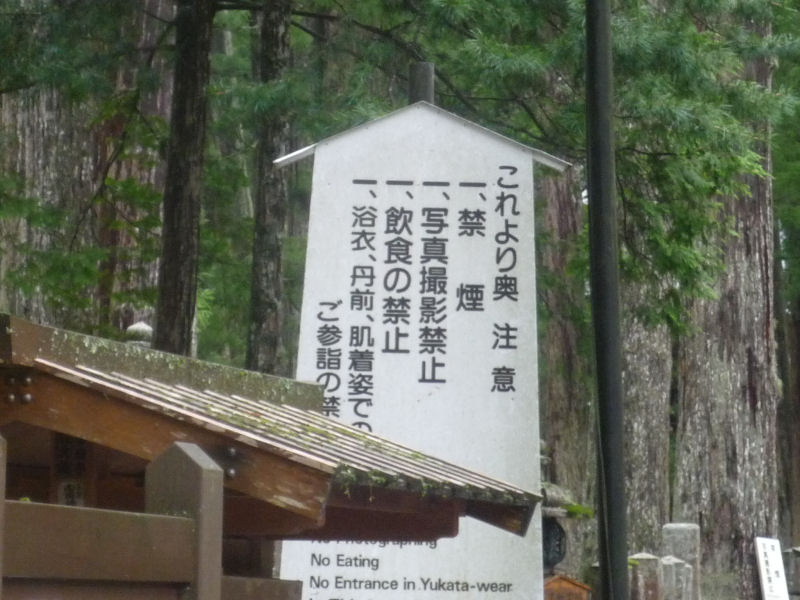 これより奥 注意
一、禁 煙
一、写真撮影禁止
一、飲食の禁止
一、浴衣、丹前、肌着姿での
ご参詣の禁
No Photographing
No Eating
No Entrance in Yukata-wear